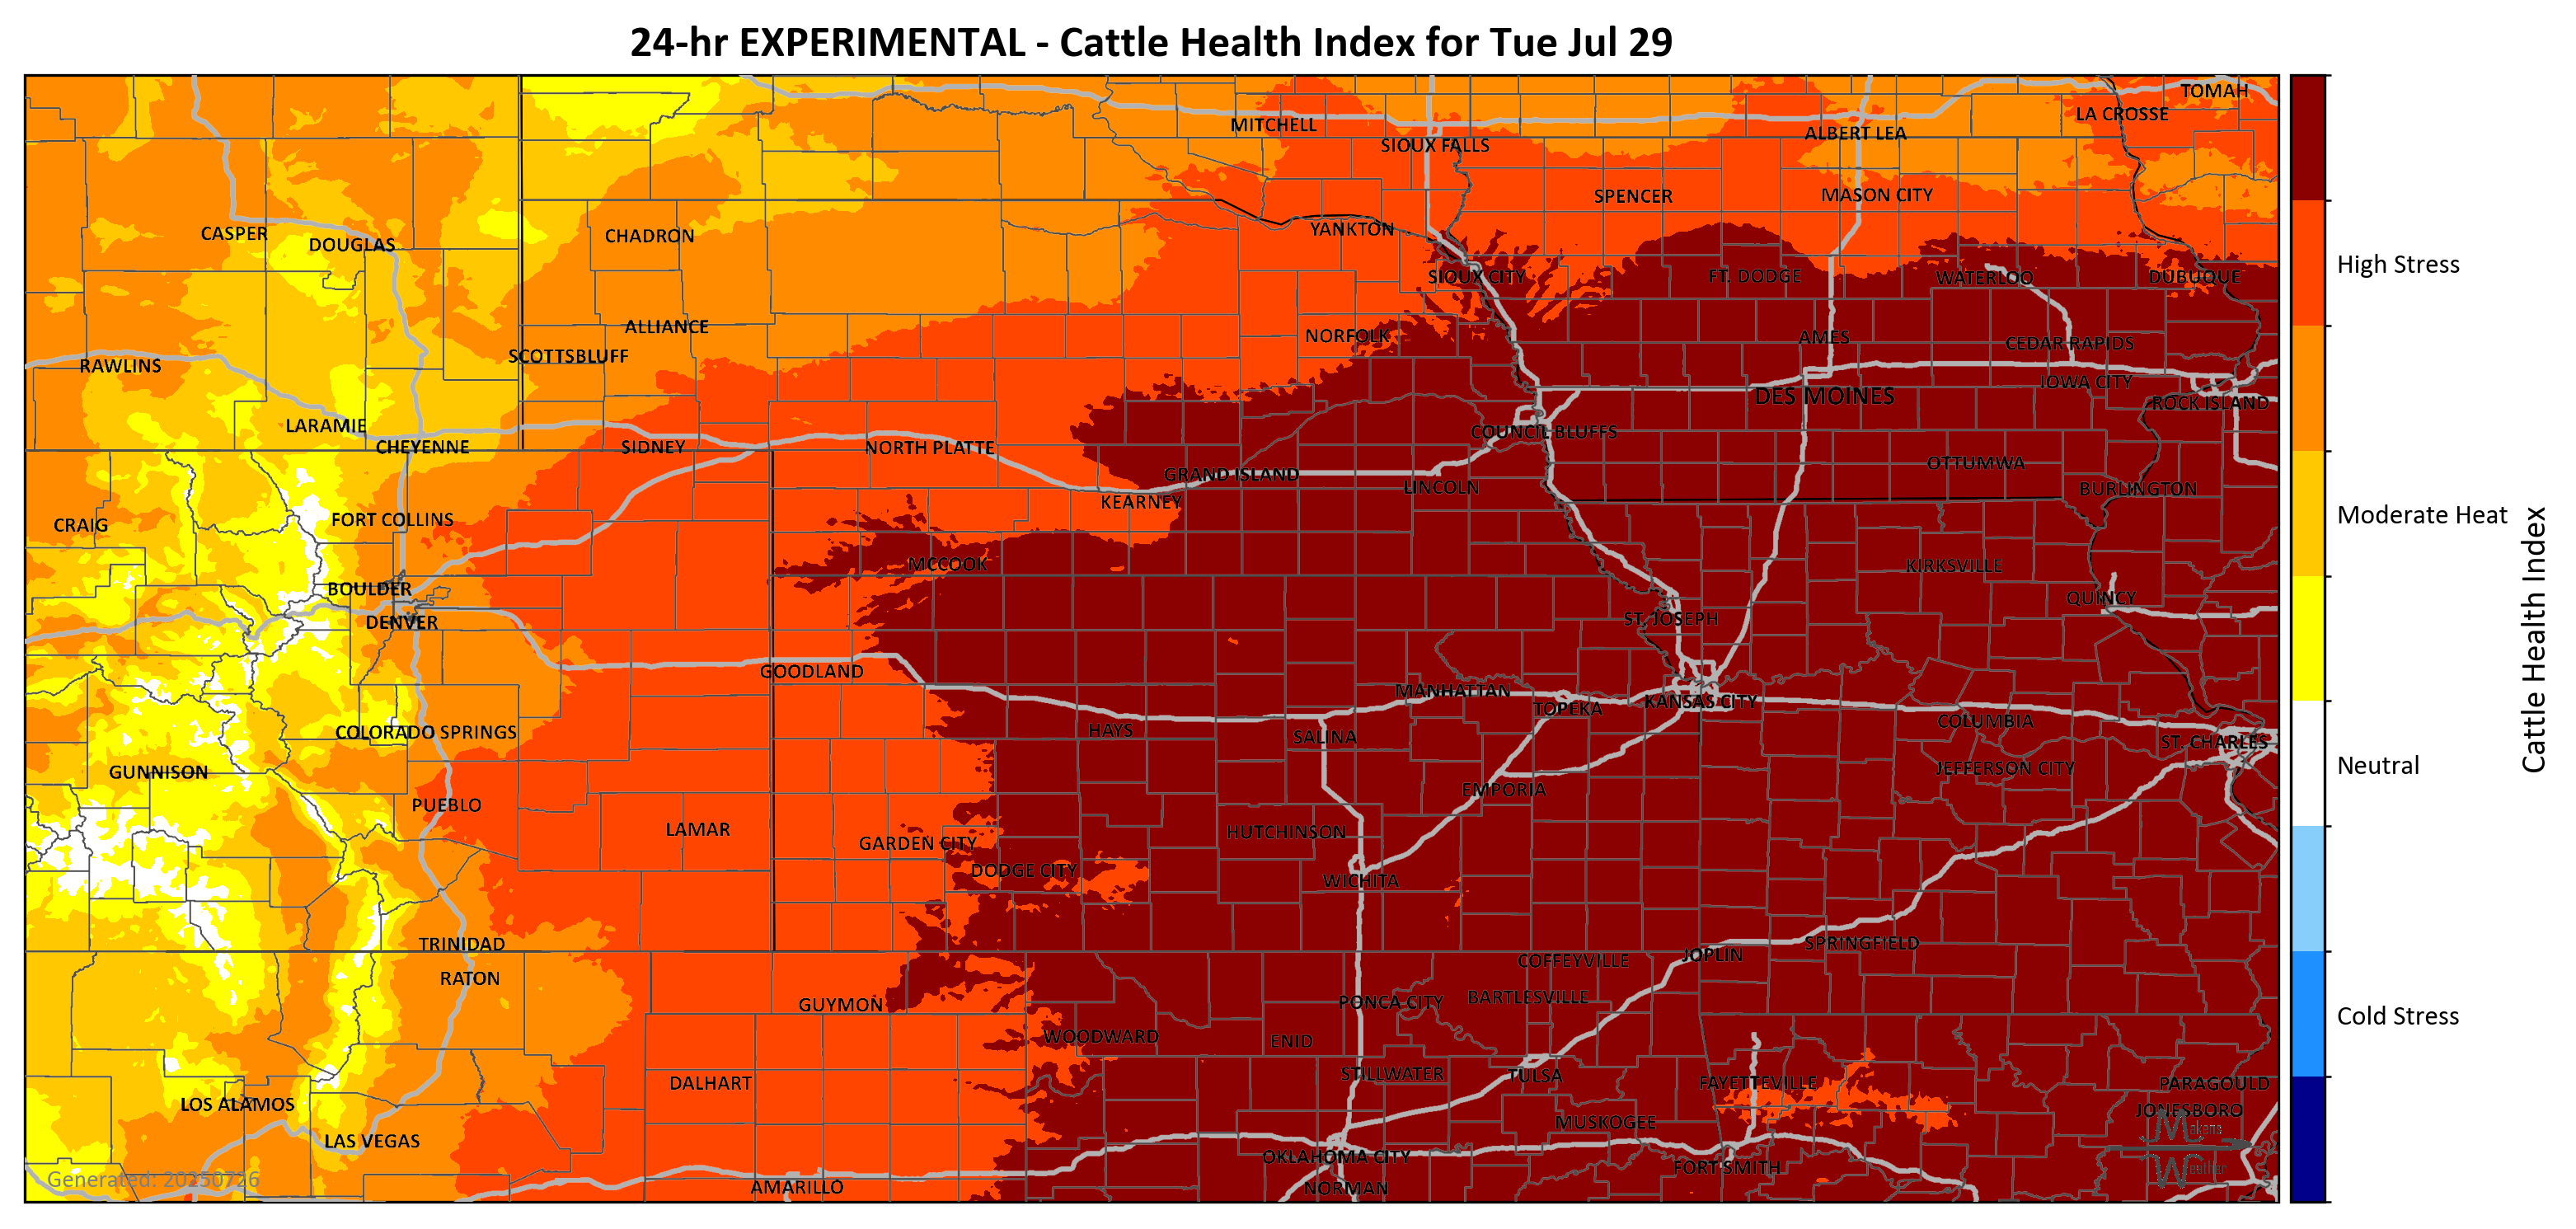 24-hr EXPERIMENTAL - Cattle Health Index for Tue Jul 29
TOMAH
LA CROSSE
MITCHELL
ALBERT LEA
SIOUX FALLS
SPENCER
MASON CITY
CASPER
DOUGLAS
CHADRON
YANKTON
SIOUX CITY
FT. DODGE
WATERLOO
DUBUQUE
High Stress
ALLIANCE
NORFOLK
AMES
CEDAR RAPIDS
SCOTTSBLUFF
RAWLINS
IOWA CITY
DES MOINES
ROCK ISLAND
LARAMIE
COUNCIL BLUFFS
CHEYENNE
SIDNEY
NORTH PLATTE
OTTUMWA
GRAND ISLAND
LINCOLN
BURLINGTON
KEARNEY
Moderate Heat
CRAIG
FORT COLLINS
MCCOOK
KIRKSVILLE
BOULDER
QUINCY
DENVER
ST. JOSEPH
Cattle Health Index
GOODLAND
MANHATTAN
KANSAS CITY
TOPEKA
COLUMBIA
COLORADO SPRINGS
HAYS
SALINA
ST. CHARLES
GUNNISON
JEFFERSON CITY
Neutral
EMPORIA
PUEBLO
LAMAR
HUTCHINSON
GARDEN CITY
DODGE CITY
WICHITA
TRINIDAD
SPRINGFIELD
JOPLIN
COFFEYVILLE
RATON
BARTLESVILLE
GUYMON
PONCA CITY
Cold Stress
WOODWARD
ENID
STILLWATER
TULSA
DALHART
FAYETTEVILLE
PARAGOULD
LOS ALAMOS
JONESBORO
MUSKOGEE
LAS VEGAS
OKLAHOMA CITY
FORT SMITH
Generated: 20250726
AMARILLO
NORMAN
Weather